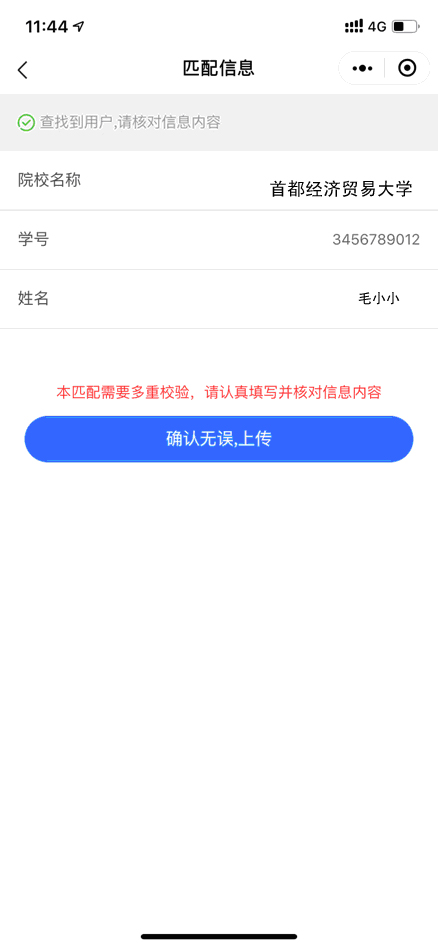 11:44 4G
匹配信息
查找到用户,请核对信息内容
院校名称 首都经济贸易大学
学号 3456789012
姓名 毛小小
本匹配需要多重校验，请认真填写并核对信息内容
确认无误,上传